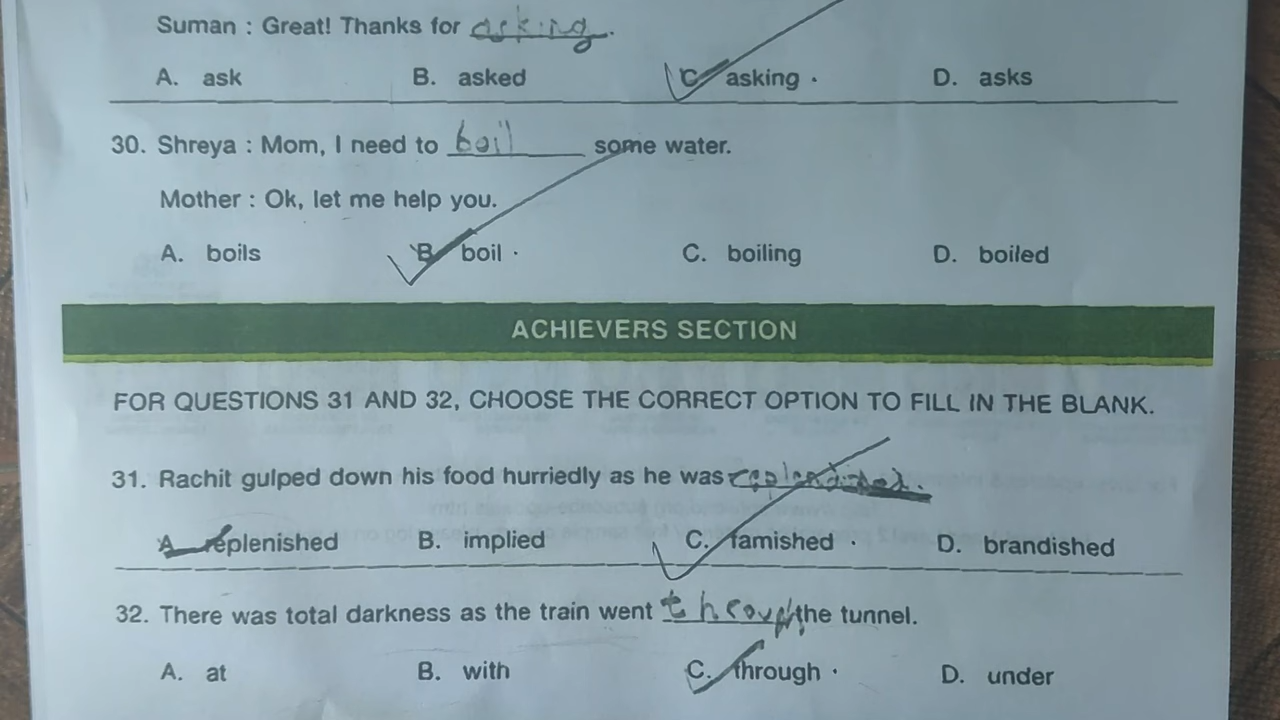 Suman : Great! Thanks for asking.
A. ask B. asked C. asking . D. asks
30. Shreya : Mom, I need to boil some water.
Mother : Ok, let me help you.
A. boils B. boil . C. boiling D. boiled
ACHIEVERS SECTION
FOR QUESTIONS 31 AND 32, CHOOSE THE CORRECT OPTION TO FILL IN THE BLANK.
31. Rachit gulped down his food hurriedly as he was
A. replenished B. implied C. famished . D. brandished
32. There was total darkness as the train went through the tunnel.
A. at B. with C. through . D. under